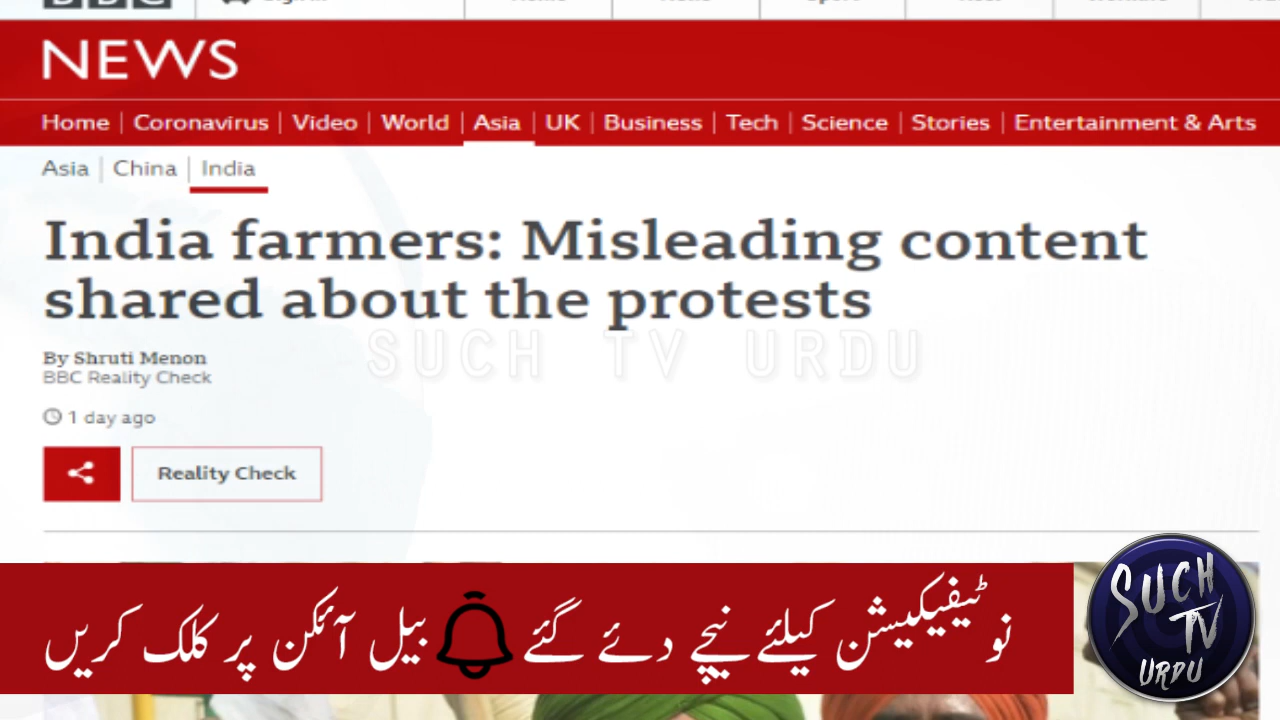 BBC
NEWS
Home | Coronavirus | Video | World | Asia | UK | Business | Tech | Science | Stories | Entertainment & Arts
Asia | China | India
India farmers: Misleading content
shared about the protests
SUCH TV URDU
By Shruti Menon
BBC Reality Check
1 day ago
Reality Check
نوٹیفیکیشن کیلئے نیچے دئے گئے بیل آئکن پر کلک کریں
SUCH
TV
URDU